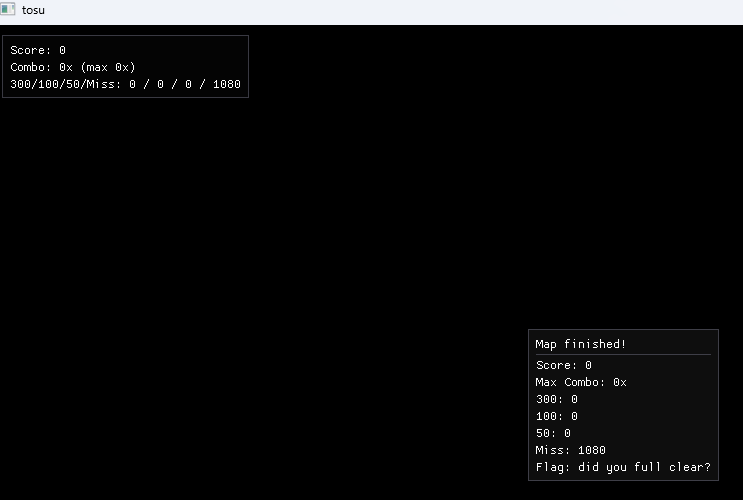 tosu
Score: 0
Combo: 0x (max 0x)
300/100/50/Miss: 0 / 0 / 0 / 1080
Map finished!
Score: 0
Max Combo: 0x
300: 0
100: 0
50: 0
Miss: 1080
Flag: did you full clear?